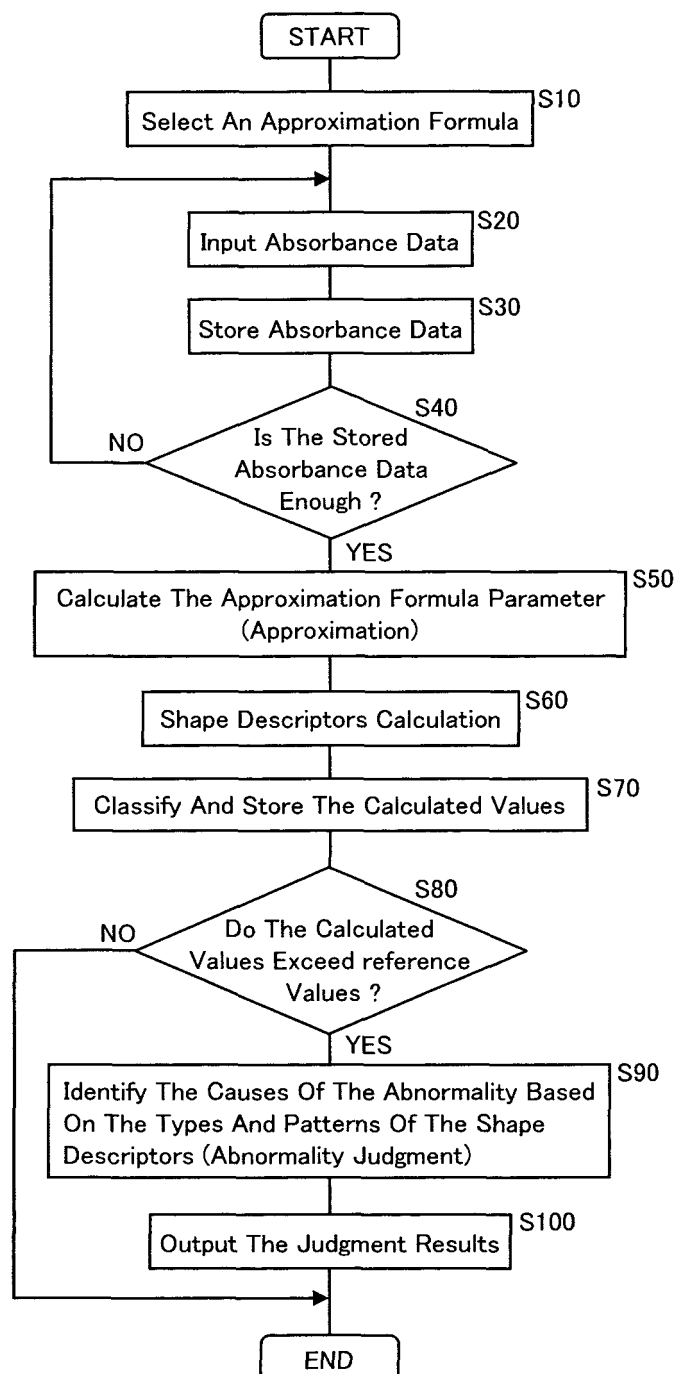 START
S10
Select An Approximation Formula
S20
Input Absorbance Data
S30
Store Absorbance Data
S40
NO
Is The Stored
Absorbance Data
Enough ?
YES
S50
Calculate The Approximation Formula Parameter
(Approximation)
S60
Shape Descriptors Calculation
S70
Classify And Store The Calculated Values
S80
NO
Do The Calculated
Values Exceed reference
Values ?
YES
S90
Identify The Causes Of The Abnormality Based
On The Types And Patterns Of The Shape
Descriptors (Abnormality Judgment)
S100
Output The Judgment Results
END